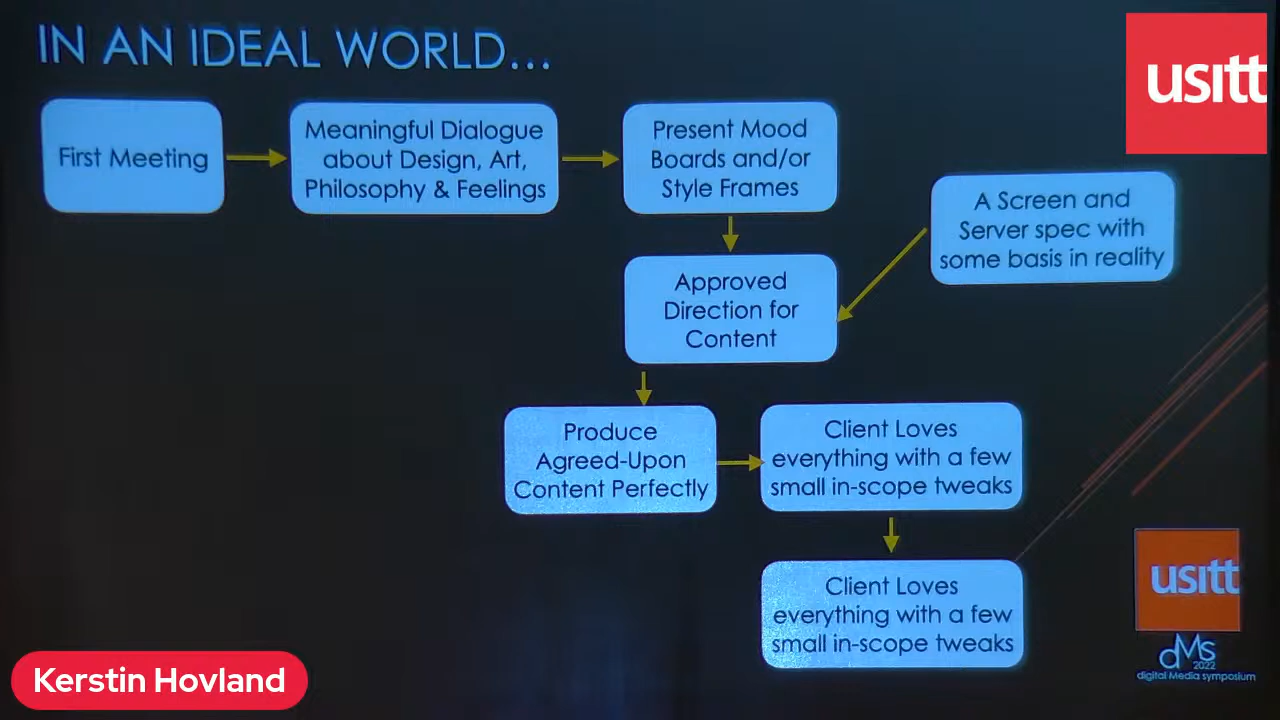 IN AN IDEAL WORLD...
usitt
First Meeting
Meaningful Dialogue
about Design, Art,
Philosophy & Feelings
Present Mood
Boards and/or
Style Frames
A Screen and
Server spec with
some basis in reality
Approved
Direction for
Content
Produce
Agreed-Upon
Content Perfectly
Client Loves
everything with a few
small in-scope tweaks
Client Loves
everything with a few
small in-scope tweaks
usitt
dMs
2022
digital Media symposium
Kerstin Hovland